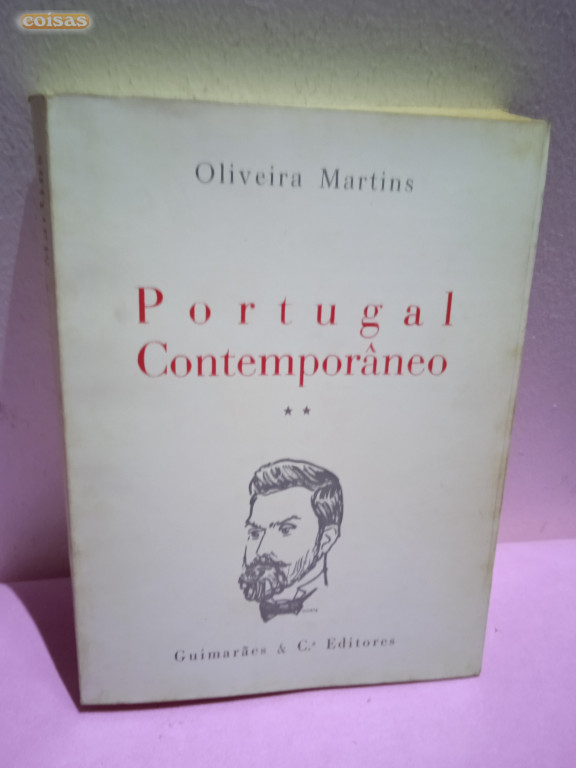 coisas
Oliveira Martins
Portugal
Contemporâneo
**
Guimarães & C.ª Editores